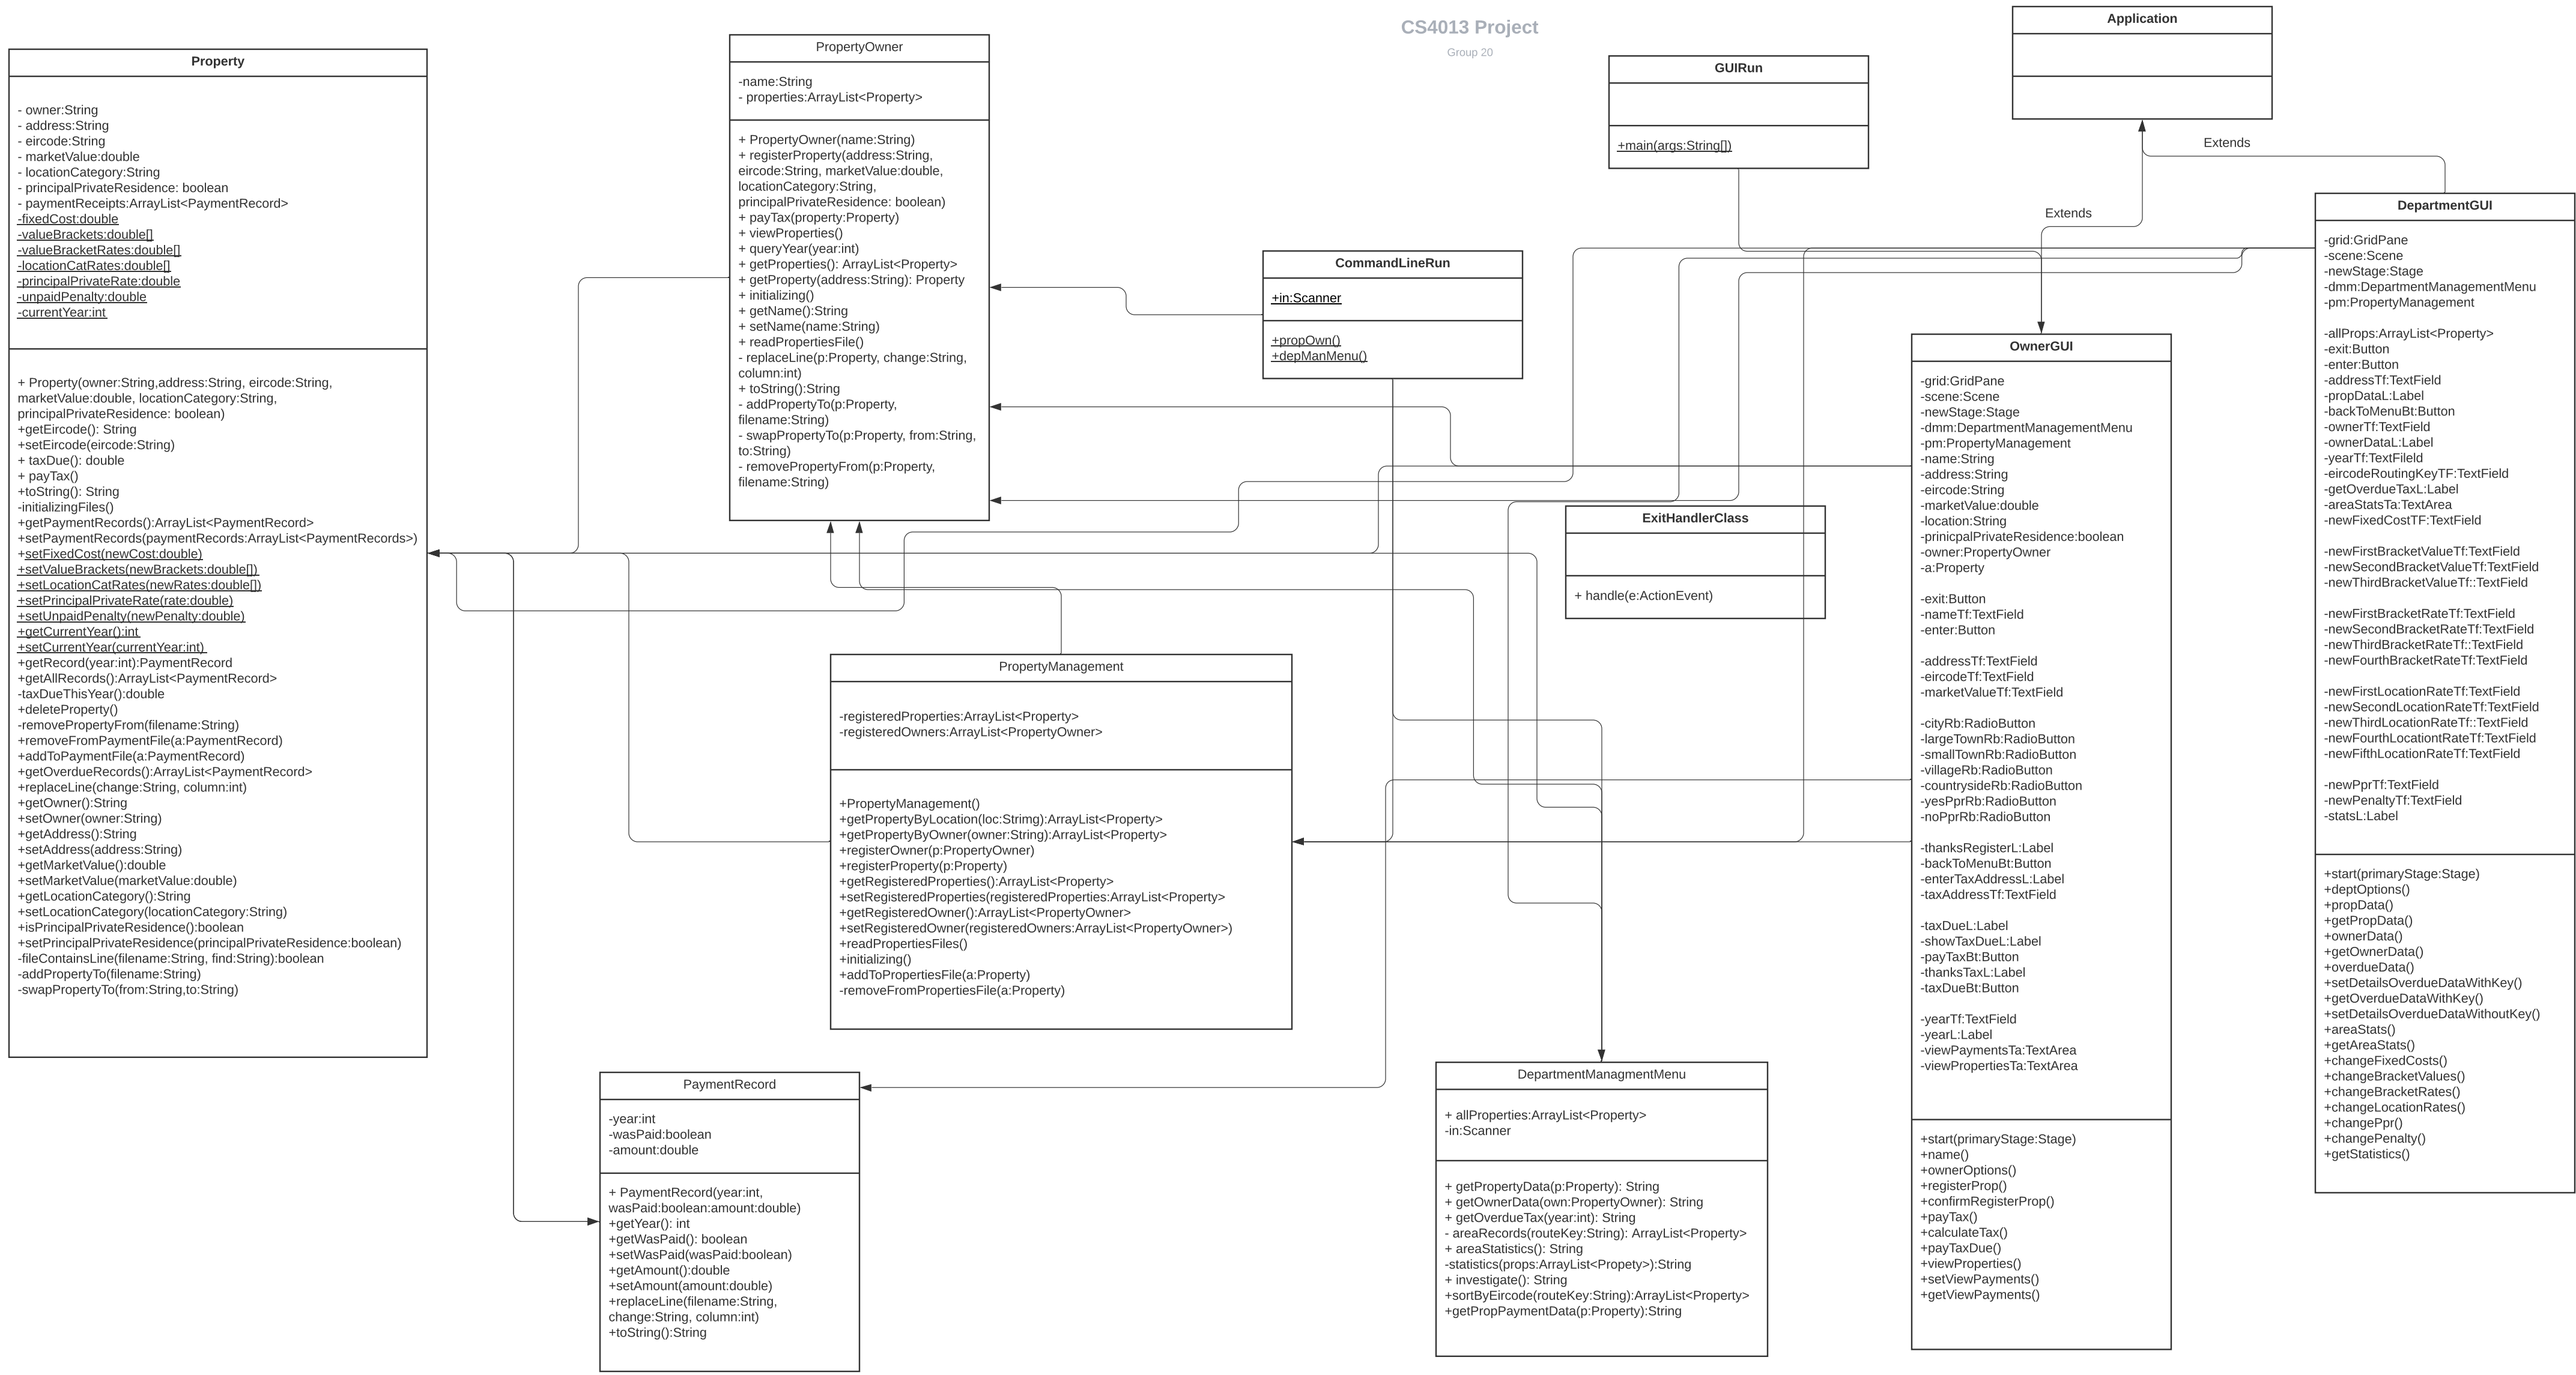 CS4013 Project
Group 20
Property
- owner:String
- address:String
- eircode:String
- marketValue:double
- locationCategory:String
- principalPrivateResidence: boolean
- paymentReceipts:ArrayList<PaymentRecord>
-fixedCost:double
-valueBrackets:double[]
-valueBracketRates:double[]
-locationCatRates:double[]
-principalPrivateRate:double
-unpaidPenalty:double
-currentYear:int
+ Property(owner:String,address:String, eircode:String,
marketValue:double, locationCategory:String,
principalPrivateResidence: boolean)
+getEircode(): String
+setEircode(eircode:String)
+ taxDue(): double
+ payTax()
+toString(): String
-initializingFiles()
+getPaymentRecords():ArrayList<PaymentRecord>
+setPaymentRecords(paymentRecords:ArrayList<PaymentRecords>)
+setFixedCost(newCost:double)
+setValueBrackets(newBrackets:double[])
+setLocationCatRates(newRates:double[])
+setPrincipalPrivateRate(rate:double)
+setUnpaidPenalty(newPenalty:double)
+getCurrentYear():int
+setCurrentYear(currentYear:int)
+getRecord(year:int):PaymentRecord
+getAllRecords():ArrayList<PaymentRecord>
-taxDueThisYear():double
+deleteProperty()
-removePropertyFrom(filename:String)
+removeFromPaymentFile(a:PaymentRecord)
+addToPaymentFile(a:PaymentRecord)
+getOverdueRecords():ArrayList<PaymentRecord>
+replaceLine(change:String, column:int)
+getOwner():String
+setOwner(owner:String)
+getAddress():String
+setAddress(address:String)
+getMarketValue():double
+setMarketValue(marketValue:double)
+getLocationCategory():String
+setLocationCategory(locationCategory:String)
+isPrincipalPrivateResidence():boolean
+setPrincipalPrivateResidence(principalPrivateResidence:boolean)
-fileContainsLine(filename:String, find:String):boolean
-addPropertyTo(filename:String)
-swapPropertyTo(from:String,to:String)
PropertyOwner
-name:String
- properties:ArrayList<Property>
+ PropertyOwner(name:String)
+ registerProperty(address:String,
eircode:String, marketValue:double,
locationCategory:String,
principalPrivateResidence: boolean)
+ payTax(property:Property)
+ viewProperties()
+ queryYear(year:int)
+ getProperties(): ArrayList<Property>
+ getProperty(address:String): Property
+ initializing()
+ getName():String
+ setName(name:String)
+ readPropertiesFile()
- replaceLine(p:Property, change:String,
column:int)
+ toString():String
- addPropertyTo(p:Property,
filename:String)
- swapPropertyTo(p:Property, from:String,
to:String)
- removePropertyFrom(p:Property,
filename:String)
CommandLineRun
+in:Scanner
+propOwn()
+depManMenu()
GUIRun
+main(args:String[])
Application
Extends
Extends
ExitHandlerClass
+ handle(e:ActionEvent)
PropertyManagement
-registeredProperties:ArrayList<Property>
-registeredOwners:ArrayList<PropertyOwner>
+PropertyManagement()
+getPropertyByLocation(loc:Strimg):ArrayList<Property>
+getPropertyByOwner(owner:String):ArrayList<Property>
+registerOwner(p:PropertyOwner)
+registerProperty(p:Property)
+getRegisteredProperties():ArrayList<Property>
+setRegisteredProperties(registeredProperties:ArrayList<Property>
+getRegisteredOwner():ArrayList<PropertyOwner>
+setRegisteredOwner(registeredOwners:ArrayList<PropertyOwner>)
+readPropertiesFiles()
+initializing()
+addToPropertiesFile(a:Property)
-removeFromPropertiesFile(a:Property)
PaymentRecord
-year:int
-wasPaid:boolean
-amount:double
+ PaymentRecord(year:int,
wasPaid:boolean:amount:double)
+getYear(): int
+getWasPaid(): boolean
+setWasPaid(wasPaid:boolean)
+getAmount():double
+setAmount(amount:double)
+replaceLine(filename:String,
change:String, column:int)
+toString():String
DepartmentManagmentMenu
+ allProperties:ArrayList<Property>
-in:Scanner
+ getPropertyData(p:Property): String
+ getOwnerData(own:PropertyOwner): String
+ getOverdueTax(year:int): String
- areaRecords(routeKey:String): ArrayList<Property>
+ areaStatistics(): String
-statistics(props:ArrayList<Propety>):String
+ investigate(): String
+sortByEircode(routeKey:String):ArrayList<Property>
+getPropPaymentData(p:Property):String
OwnerGUI
-grid:GridPane
-scene:Scene
-newStage:Stage
-dmm:DepartmentManagementMenu
-pm:PropertyManagement
-name:String
-address:String
-eircode:String
-marketValue:double
-location:String
-prinicpalPrivateResidence:boolean
-owner:PropertyOwner
-a:Property
-exit:Button
-nameTf:TextField
-enter:Button
-addressTf:TextField
-eircodeTf:TextField
-marketValueTf:TextField
-cityRb:RadioButton
-largeTownRb:RadioButton
-smallTownRb:RadioButton
-villageRb:RadioButton
-countrysideRb:RadioButton
-yesPprRb:RadioButton
-noPprRb:RadioButton
-thanksRegisterL:Label
-backToMenuBt:Button
-enterTaxAddressL:Label
-taxAddressTf:TextField
-taxDueL:Label
-showTaxDueL:Label
-payTaxBt:Button
-thanksTaxL:Label
-taxDueBt:Button
-yearTf:TextField
-yearL:Label
-viewPaymentsTa:TextArea
-viewPropertiesTa:TextArea
+start(primaryStage:Stage)
+name()
+ownerOptions()
+registerProp()
+confirmRegisterProp()
+payTax()
+calculateTax()
+payTaxDue()
+viewProperties()
+setViewPayments()
+getViewPayments()
DepartmentGUI
-grid:GridPane
-scene:Scene
-newStage:Stage
-dmm:DepartmentManagementMenu
-pm:PropertyManagement
-allProps:ArrayList<Property>
-exit:Button
-enter:Button
-addressTf:TextField
-propDataL:Label
-backToMenuBt:Button
-ownerTf:TextField
-ownerDataL:Label
-yearTf:TextFileld
-eircodeRoutingKeyTF:TextField
-getOverdueTaxL:Label
-areaStatsTa:TextArea
-newFixedCostTF:TextField
-newFirstBracketValueTf:TextField
-newSecondBracketValueTf:TextField
-newThirdBracketValueTf::TextField
-newFirstBracketRateTf:TextField
-newSecondBracketRateTf:TextField
-newThirdBracketRateTf::TextField
-newFourthBracketRateTf:TextField
-newFirstLocationRateTf:TextField
-newSecondLocationRateTf:TextField
-newThirdLocationRateTf::TextField
-newFourthLocationtRateTf:TextField
-newFifthLocationRateTf:TextField
-newPprTf:TextField
-newPenaltyTf:TextField
-statsL:Label
+start(primaryStage:Stage)
+deptOptions()
+propData()
+getPropData()
+ownerData()
+getOwnerData()
+overdueData()
+setDetailsOverdueDataWithKey()
+getOverdueDataWithKey()
+setDetailsOverdueDataWithoutKey()
+areaStats()
+getAreaStats()
+changeFixedCosts()
+changeBracketValues()
+changeBracketRates()
+changeLocationRates()
+changePpr()
+changePenalty()
+getStatistics()